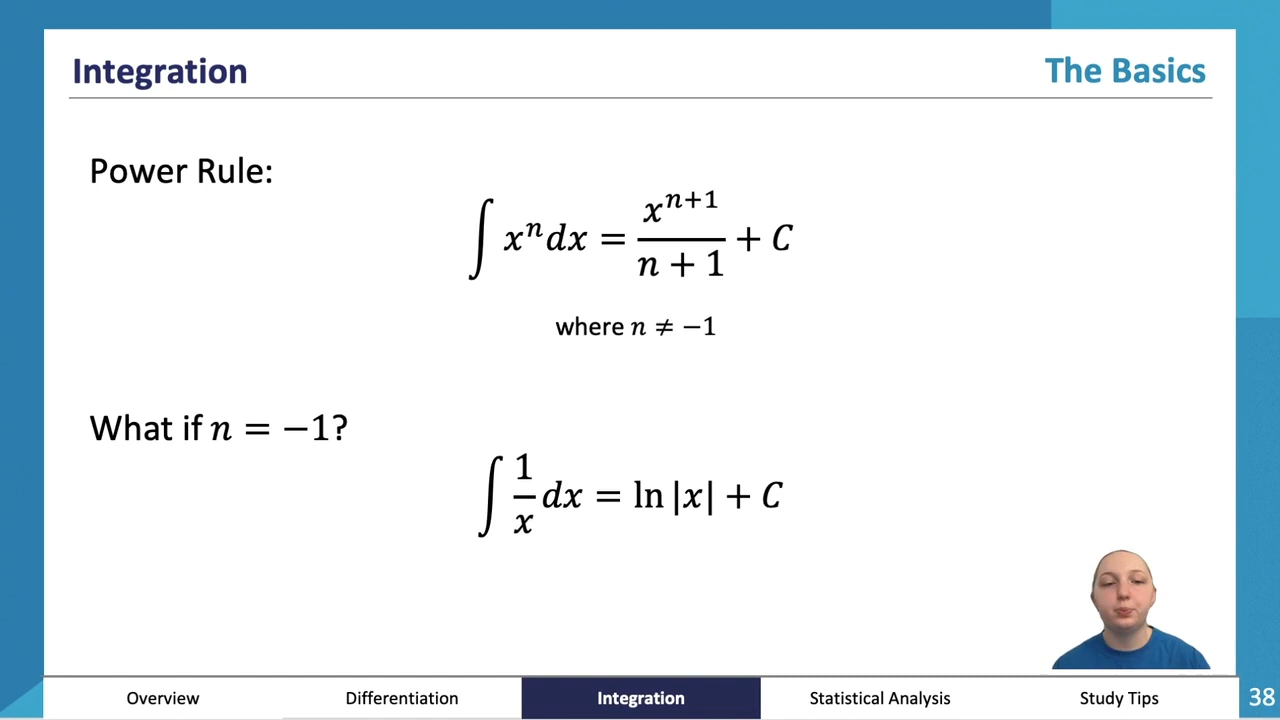 Integration
The Basics
Power Rule:
∫ xⁿ dx = xⁿ⁺¹ / (n + 1) + C
where n ≠ −1
What if n = −1?
∫ 1/x dx = ln |x| + C
Overview
Differentiation
Integration
Statistical Analysis
Study Tips
38